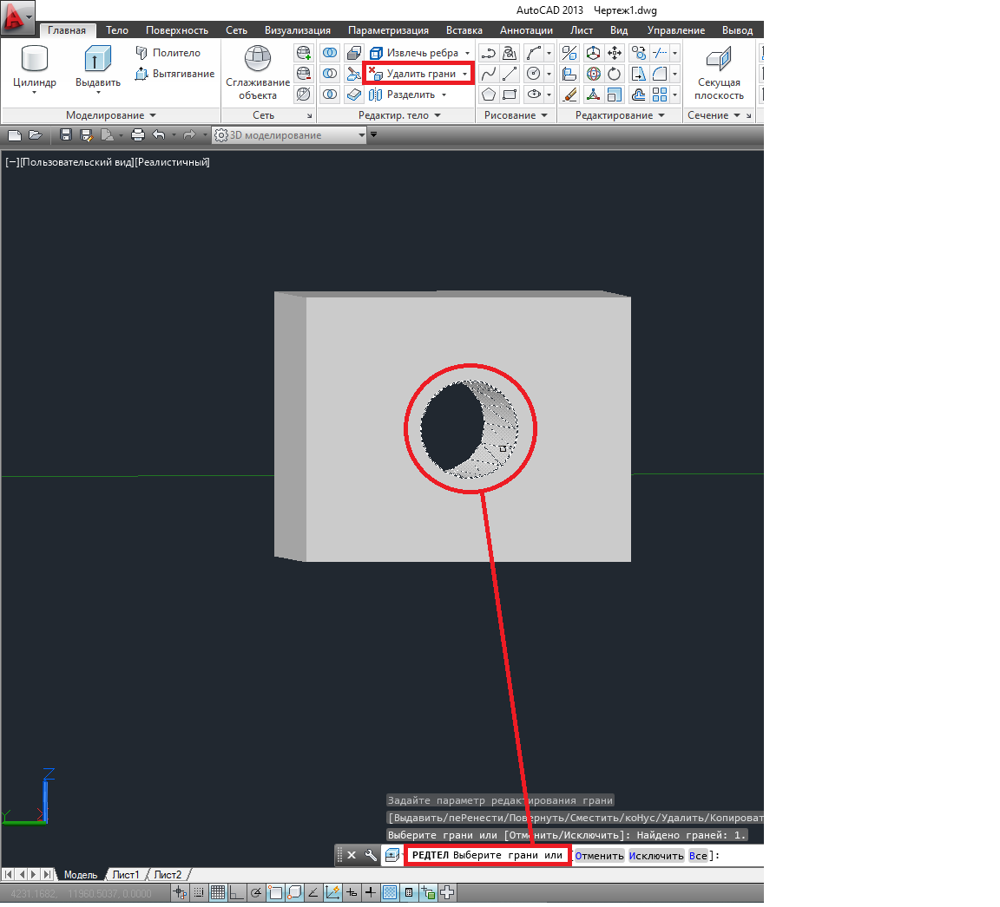 AutoCAD 2013 Чертеж1.dwg
Главная Тело Поверхность Сеть Визуализация Параметризация Вставка Аннотации Лист Вид Управление Вывод
Политело
Извлечь ребра
Вытягивание
Удалить грани
Цилиндр Выдавить
Сглаживание объекта
Секущая плоскость
Разделить
Моделирование Сеть Редактир. тело Рисование Редактирование Сечение
3D моделирование
[−][Пользовательский вид][Реалистичный]
Z
Y
X
Задайте параметр редактирования грани
[Выдавить/пеРенести/Повернуть/Сместить/коНус/Удалить/Копироват
Выберите грани или [Отменить/Исключить]: Найдено граней: 1.
РЕДТЕЛ Выберите грани или [Отменить Исключить Все]:
Модель Лист1 Лист2
4231.1682, 11960.5037, 0.0000